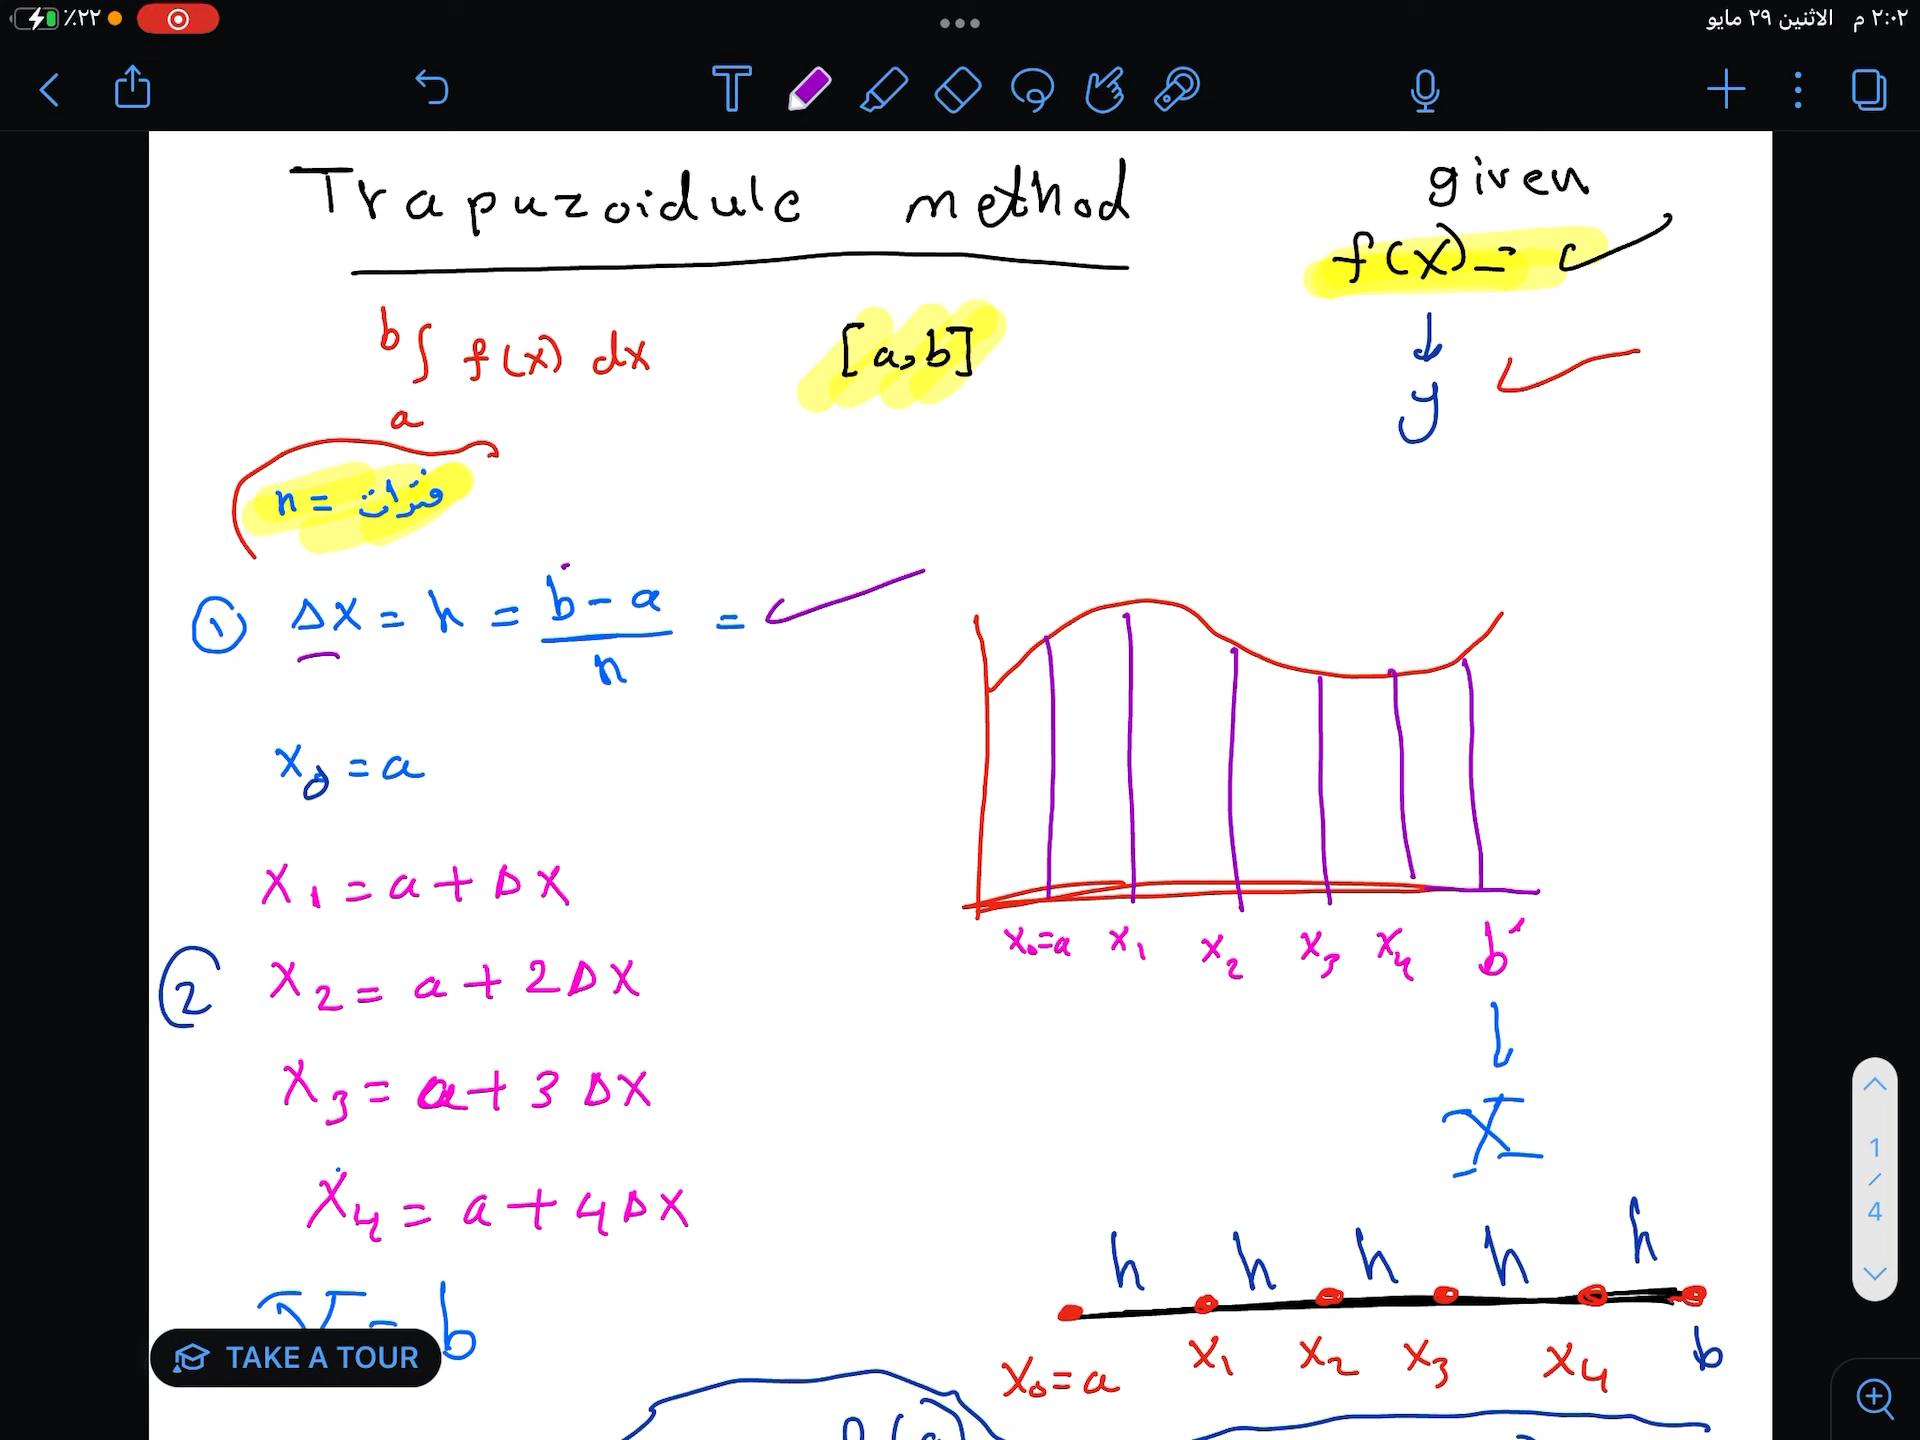 ٪٢٢
٢:٠٢ م الاثنين ٢٩ مايو
Trapuzoidule method
given
f(x) =
b∫ f(x) dx
a
[a,b]
y
n = فترات
① Δx = h = b - a / n =
x₀ = a
x₁ = a + Δx
② x₂ = a + 2Δx
x₃ = a + 3Δx
x₄ = a + 4Δx
= b
x₀=a x₁ x₂ x₃ x₄ b
X
h h h h h
x₀=a x₁ x₂ x₃ x₄ b
TAKE A TOUR
1
/
4